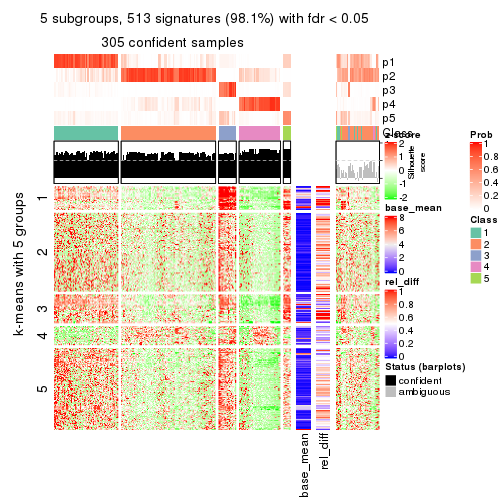 5 subgroups, 513 signatures (98.1%) with fdr < 0.05
305 confident samples
p1
p2
p3
p4
p5
Class
1
2
3
4
5
k-means with 5 groups
base_mean
rel_diff
z-score
2
1
0
-1
-2
Silhouette
score
base_mean
8
6
4
2
0
rel_diff
1
0.8
0.6
0.4
0.2
0
Status (barplots)
confident
ambiguous
Prob
1
0.8
0.6
0.4
0.2
0
Class
1
2
3
4
5